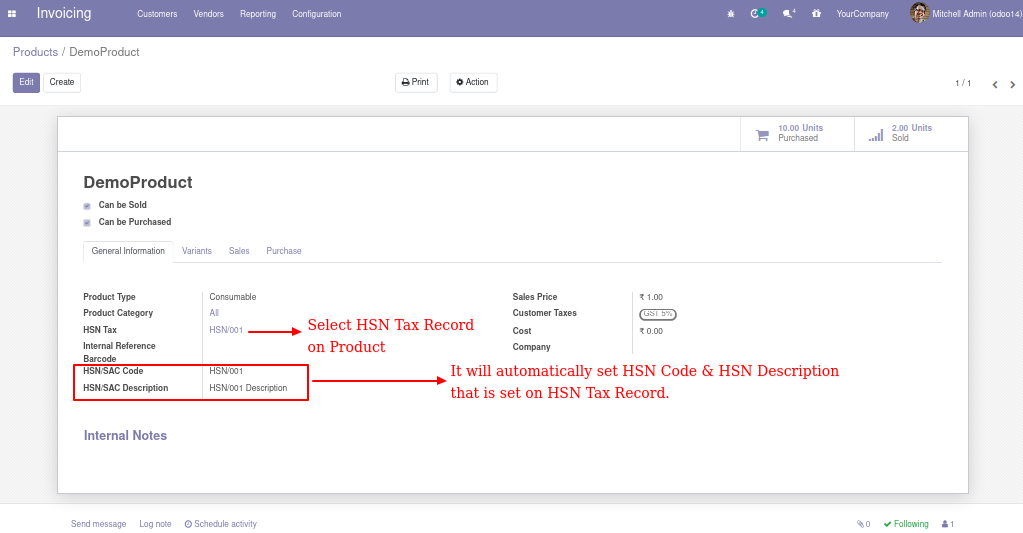 Invoicing Customers Vendors Reporting Configuration 4 4 YourCompany Mitchell Admin (odoo14)
Products / DemoProduct
Edit Create Print Action 1 / 1
10.00 Units 2.00 Units
Purchased Sold
DemoProduct
Can be Sold
Can be Purchased
General Information Variants Sales Purchase
Product Type Consumable Sales Price ₹ 1.00
Product Category All Customer Taxes GST 5%
HSN Tax HSN/001 Cost ₹ 0.00
Internal Reference Company
Barcode
Select HSN Tax Record
on Product
HSN/SAC Code HSN/001
HSN/SAC Description HSN/001 Description
It will automatically set HSN Code & HSN Description
that is set on HSN Tax Record.
Internal Notes
Send message Log note Schedule activity 0 Following 1